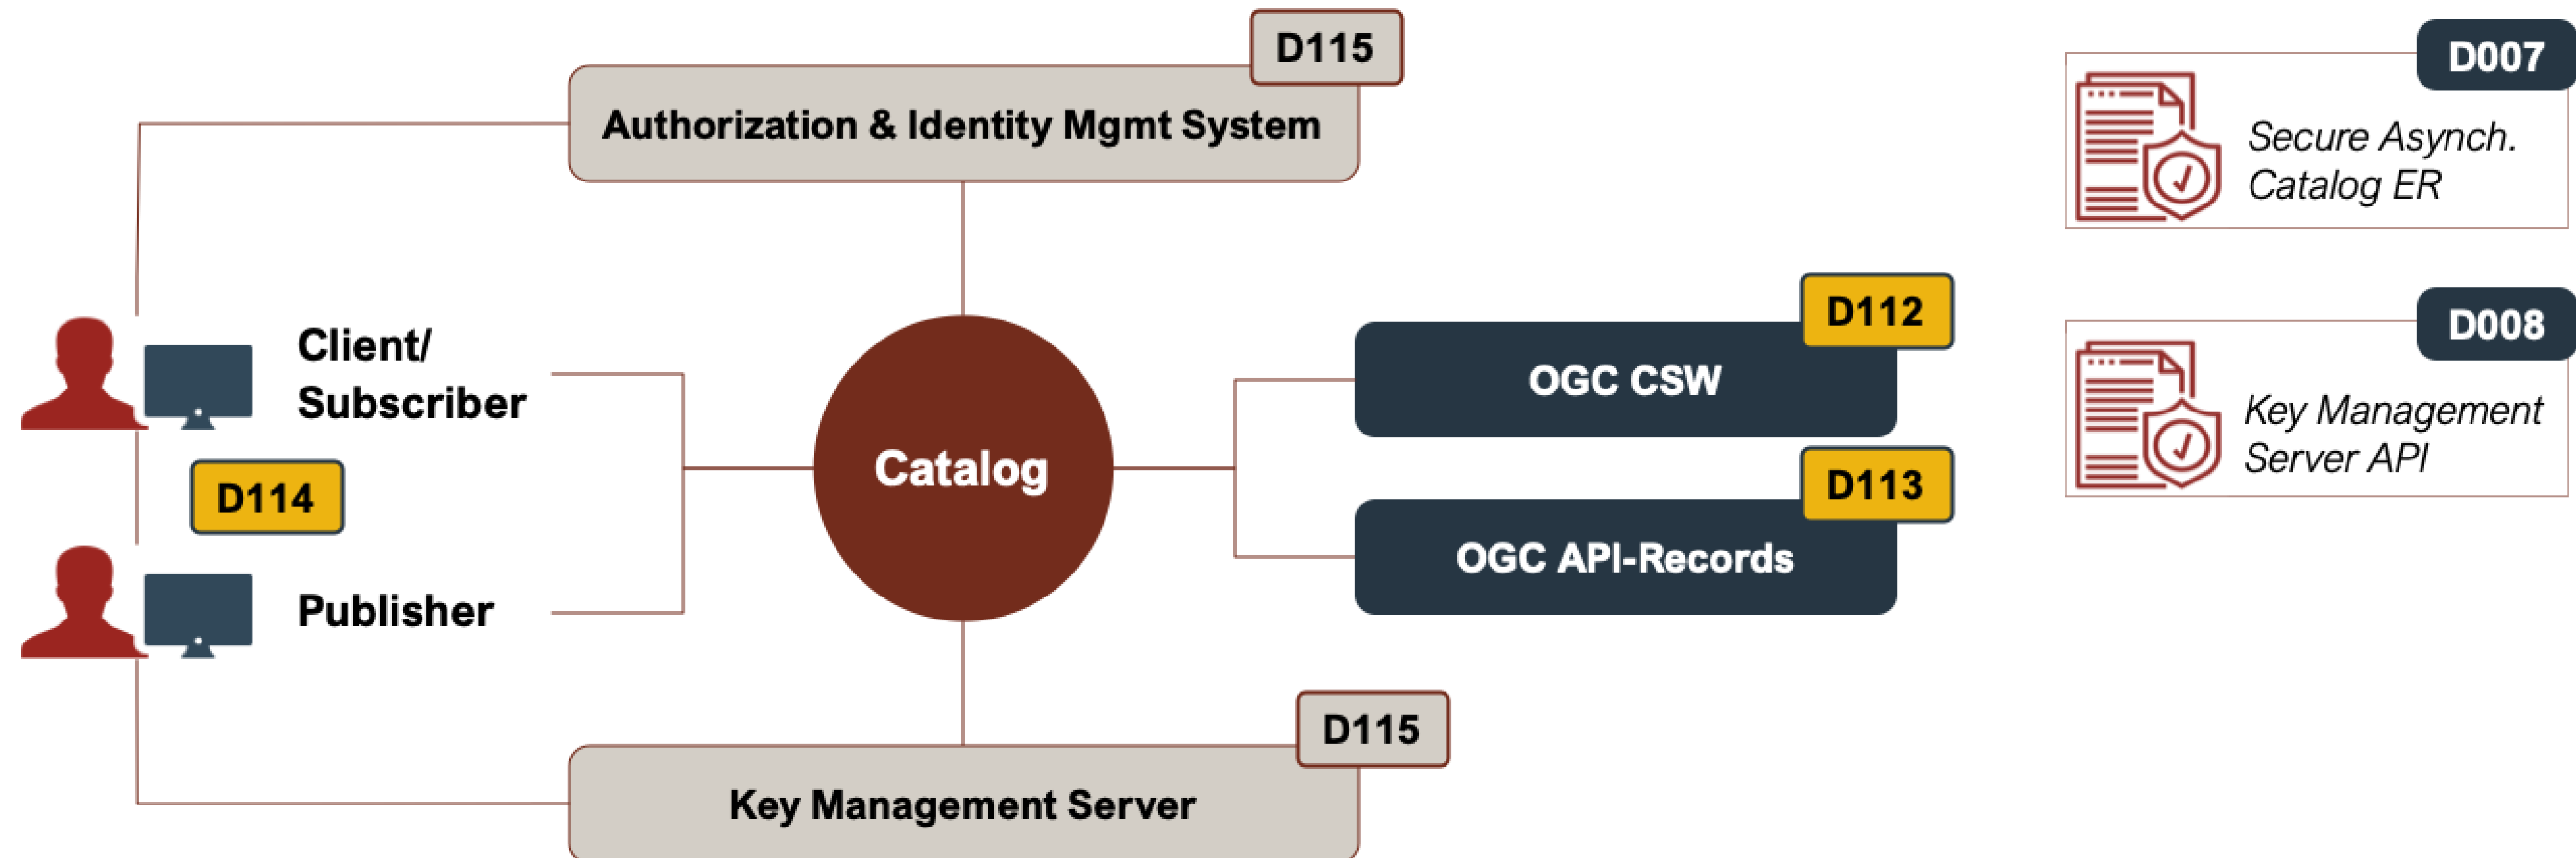 D115
Authorization & Identity Mgmt System
D007
Secure Asynch.
Catalog ER
Client/
Subscriber
D114
Publisher
Catalog
D112
OGC CSW
D113
OGC API-Records
D008
Key Management
Server API
D115
Key Management Server